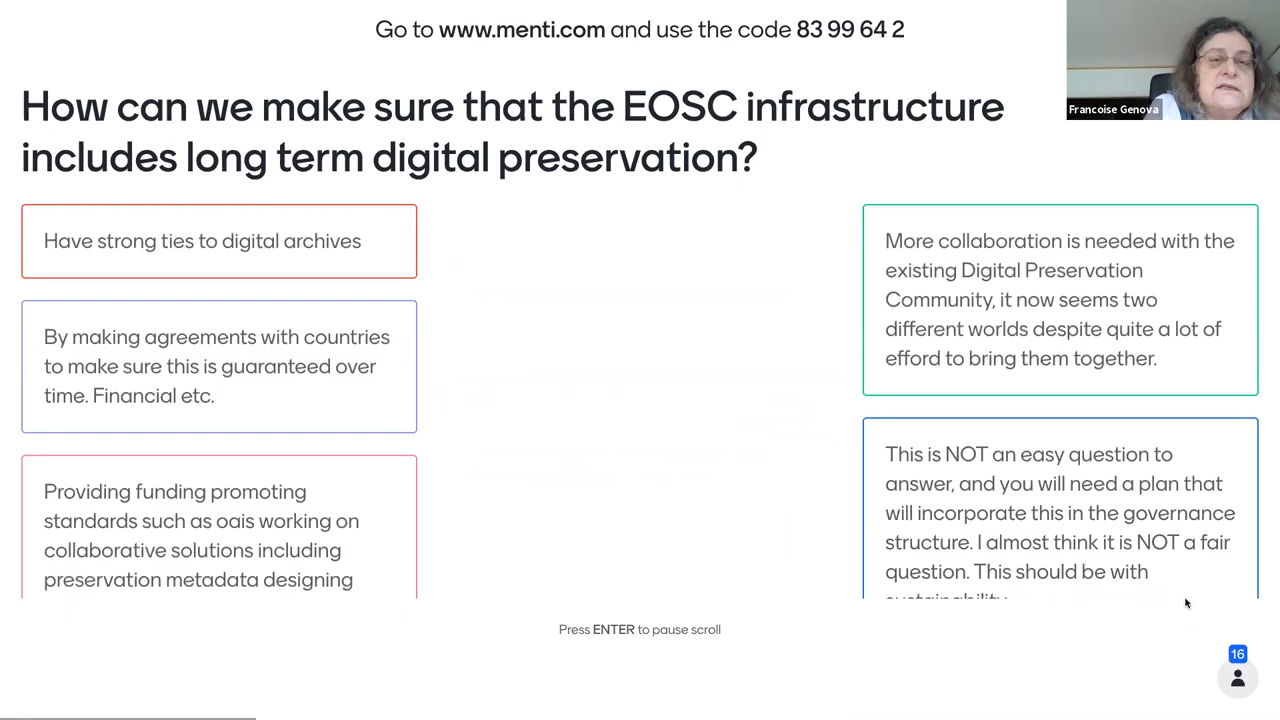 Go to www.menti.com and use the code 83 99 64 2
Francoise Genova
How can we make sure that the EOSC infrastructure
includes long term digital preservation?
Have strong ties to digital archives
By making agreements with countries
to make sure this is guaranteed over
time. Financial etc.
Providing funding promoting
standards such as oais working on
collaborative solutions including
preservation metadata designing
More collaboration is needed with the
existing Digital Preservation
Community, it now seems two
different worlds despite quite a lot of
efford to bring them together.
This is NOT an easy question to
answer, and you will need a plan that
will incorporate this in the governance
structure. I almost think it is NOT a fair
question. This should be with
sustainability
Press ENTER to pause scroll
16